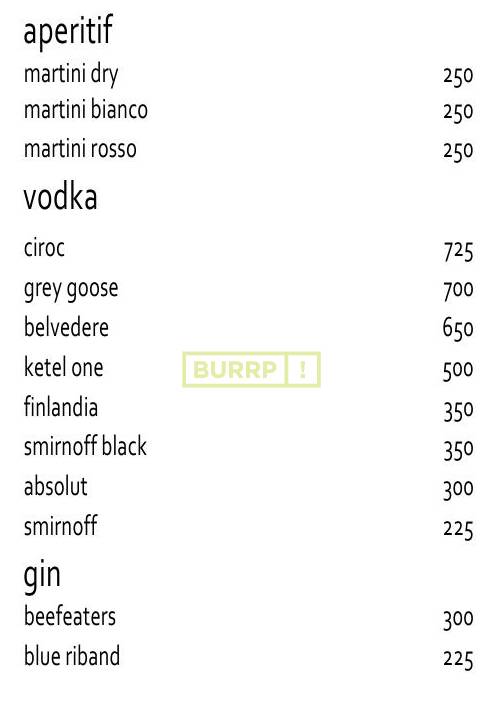 aperitif
martini dry 250
martini bianco 250
martini rosso 250
vodka
ciroc 725
grey goose 700
belvedere 650
ketel one 500
BURRP !
finlandia 350
smirnoff black 350
absolut 300
smirnoff 225
gin
beefeaters 300
blue riband 225